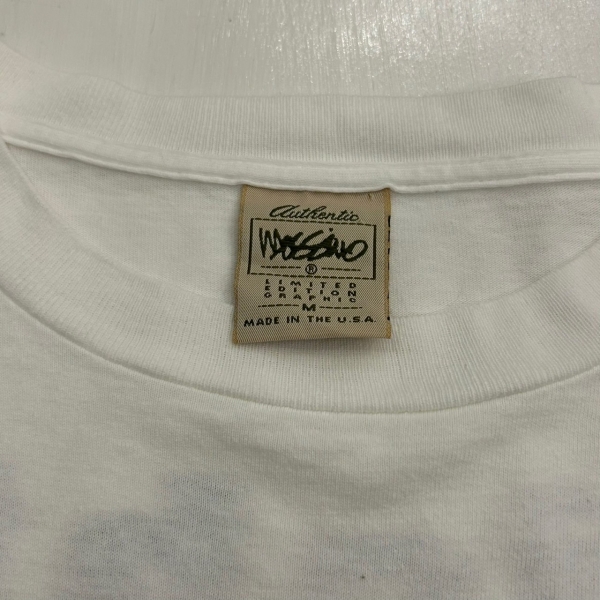 Authentic
Mossimo
®
LIMITED
EDITION
GRAPHIC
M
MADE IN THE U.S.A.